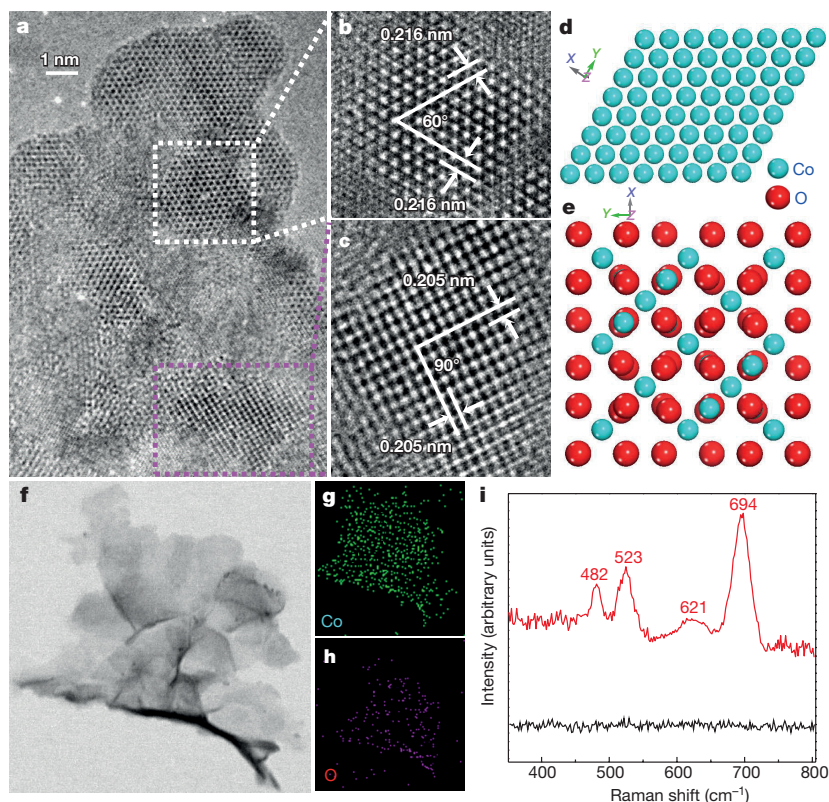 a
1 nm
b
0.216 nm
60°
0.216 nm
c
0.205 nm
90°
0.205 nm
d
X
Y
Z
Co
O
e
X
Y
Z
f
g
Co
h
O
i
694
523
482
621
Intensity (arbitrary units)
400
500
600
700
800
Raman shift (cm⁻¹)